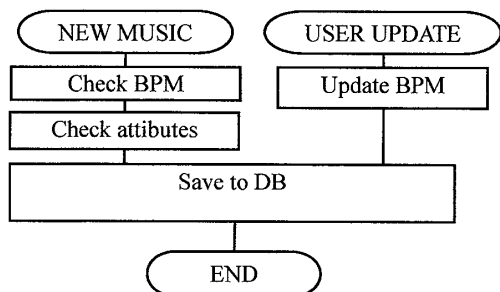 NEW MUSIC
USER UPDATE
Check BPM
Update BPM
Check attibutes
Save to DB
END